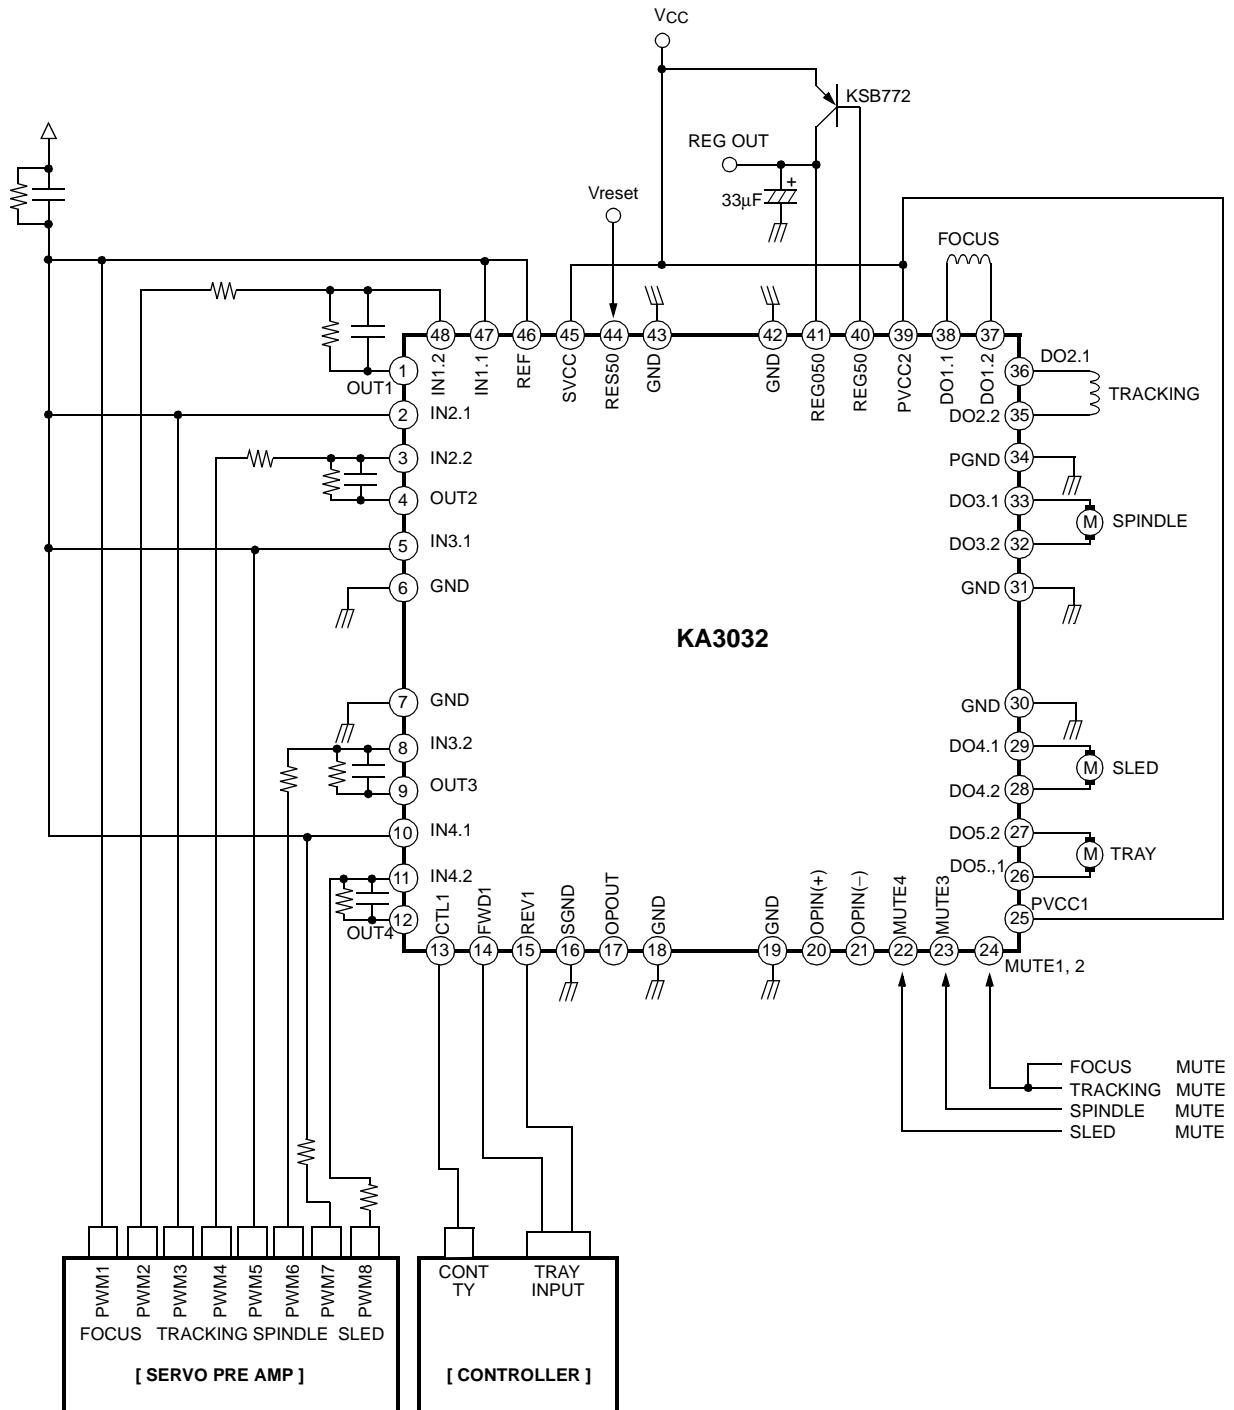 VCC
KSB772
REG OUT
33µF
+
Vreset
FOCUS
48
47
46
45
44
43
42
41
40
39
38
37
IN1.2
IN1.1
REF
SVCC
RES50
GND
GND
REG050
REG50
PVCC2
DO1.1
DO1.2
1 OUT1
2 IN2.1
3 IN2.2
4 OUT2
5 IN3.1
6 GND
7 GND
8 IN3.2
9 OUT3
10 IN4.1
11 IN4.2
12 OUT4
KA3032
36 DO2.1
TRACKING
DO2.2 35
PGND 34
DO3.1 33
M SPINDLE
DO3.2 32
GND 31
GND 30
DO4.1 29
M SLED
DO4.2 28
DO5.2 27
M TRAY
DO5.,1 26
PVCC1
25
CTL1
FWD1
REV1
SGND
OPOUT
GND
GND
OPIN(+)
OPIN(−)
MUTE4
MUTE3
13
14
15
16
17
18
19
20
21
22
23
24
MUTE1, 2
FOCUS MUTE
TRACKING MUTE
SPINDLE MUTE
SLED MUTE
PWM1
PWM2
PWM3
PWM4
PWM5
PWM6
PWM7
PWM8
FOCUS TRACKING SPINDLE SLED
[ SERVO PRE AMP ]
CONT
TY
TRAY
INPUT
[ CONTROLLER ]